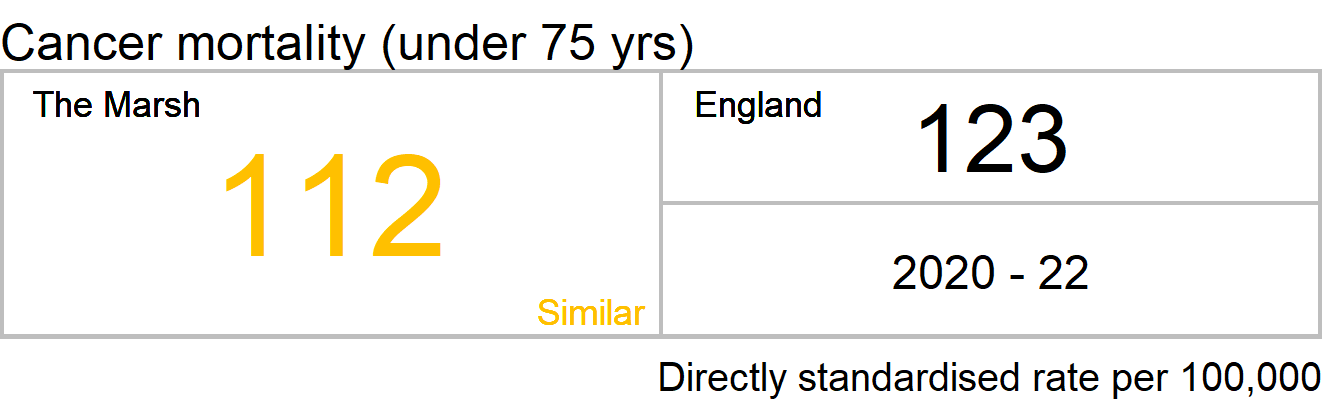 Cancer mortality (under 75 yrs)
The Marsh
112
Similar
England
123
2020 - 22
Directly standardised rate per 100,000